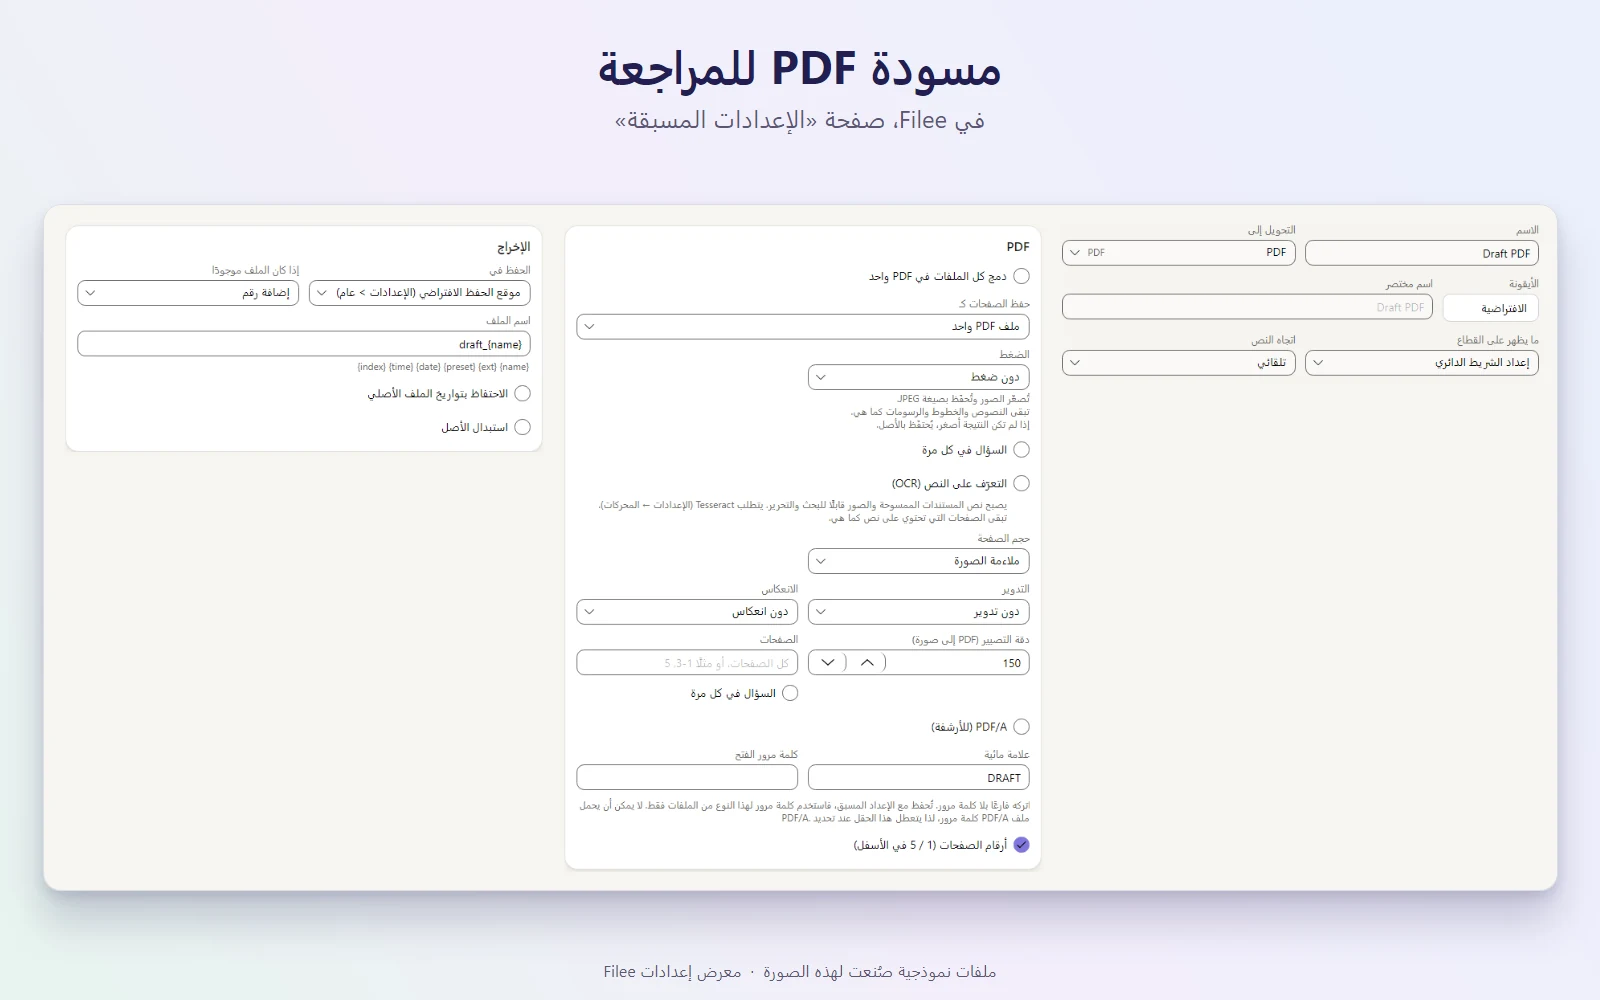 مسودة PDF للمراجعة
في Filee، صفحة «الإعدادات المسبقة»
الاسم
التحويل إلى
Draft PDF
PDF
PDF
الأيقونة
اسم مختصر
الافتراضية
Draft PDF
ما يظهر على القطاع
اتجاه النص
إعداد الشريط الدائري
تلقائي
PDF
دمج كل الملفات في PDF واحد
حفظ الصفحات كـ
ملف PDF واحد
الضغط
دون ضغط
تُصغّر الصور وتُحفَظ بصيغة JPEG.
تبقى النصوص والخطوط والرسومات كما هي.
إذا لم تكن النتيجة أصغر، يُحتفَظ بالأصل.
السؤال في كل مرة
التعرّف على النص (OCR)
يصبح نص المستندات الممسوحة والصور قابلًا للبحث والتحرير. يتطلب Tesseract (الإعدادات ← المحركات).
تبقى الصفحات التي تحتوي على نص كما هي.
حجم الصفحة
ملاءمة الصورة
التدوير
الانعكاس
دون تدوير
دون انعكاس
دقة التصيير (PDF إلى صورة)
الصفحات
150
كل الصفحات، أو مثلًا 1-3، 5
السؤال في كل مرة
PDF/A (للأرشفة)
علامة مائية
كلمة مرور الفتح
DRAFT
اتركه فارغًا بلا كلمة مرور. تُحفظ مع الإعداد المسبق، فاستخدم كلمة مرور لهذا النوع من الملفات فقط. لا يمكن أن يحمل
ملف PDF/A كلمة مرور، لذا يتعطل هذا الحقل عند تحديد PDF/A.
أرقام الصفحات (1 / 5 في الأسفل)
الإخراج
الحفظ في
إذا كان الملف موجودًا
موقع الحفظ الافتراضي (الإعدادات > عام)
إضافة رقم
اسم الملف
draft_{name}
{name} {ext} {preset} {date} {time} {index}
الاحتفاظ بتواريخ الملف الأصلي
استبدال الأصل
ملفات نموذجية صُنعت لهذه الصورة · معرض إعدادات Filee